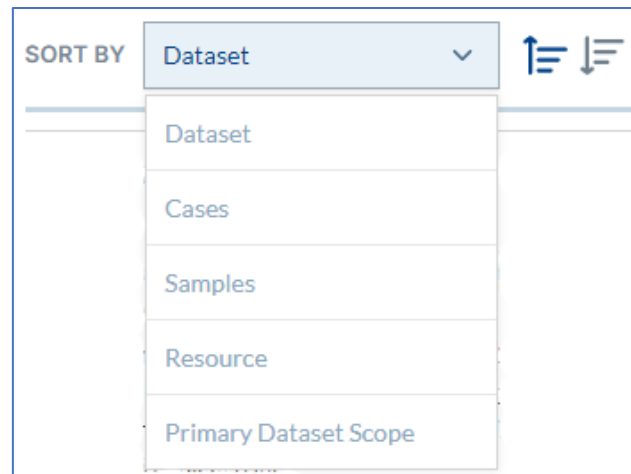 SORT BY Dataset
Dataset
Cases
Samples
Resource
Primary Dataset Scope